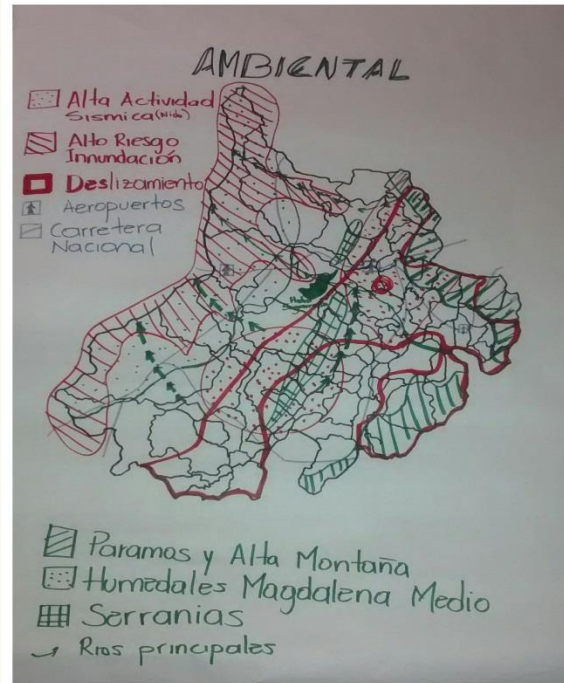 AMBIENTAL
Alta Actividad
Sismica (Nido)
Alto Riesgo
Innundación
Deslizamiento
Aeropuertos
Carretera
Nacional
Paramos y Alta Montaña
Humedales Magdalena Medio
Serranias
Rios principales